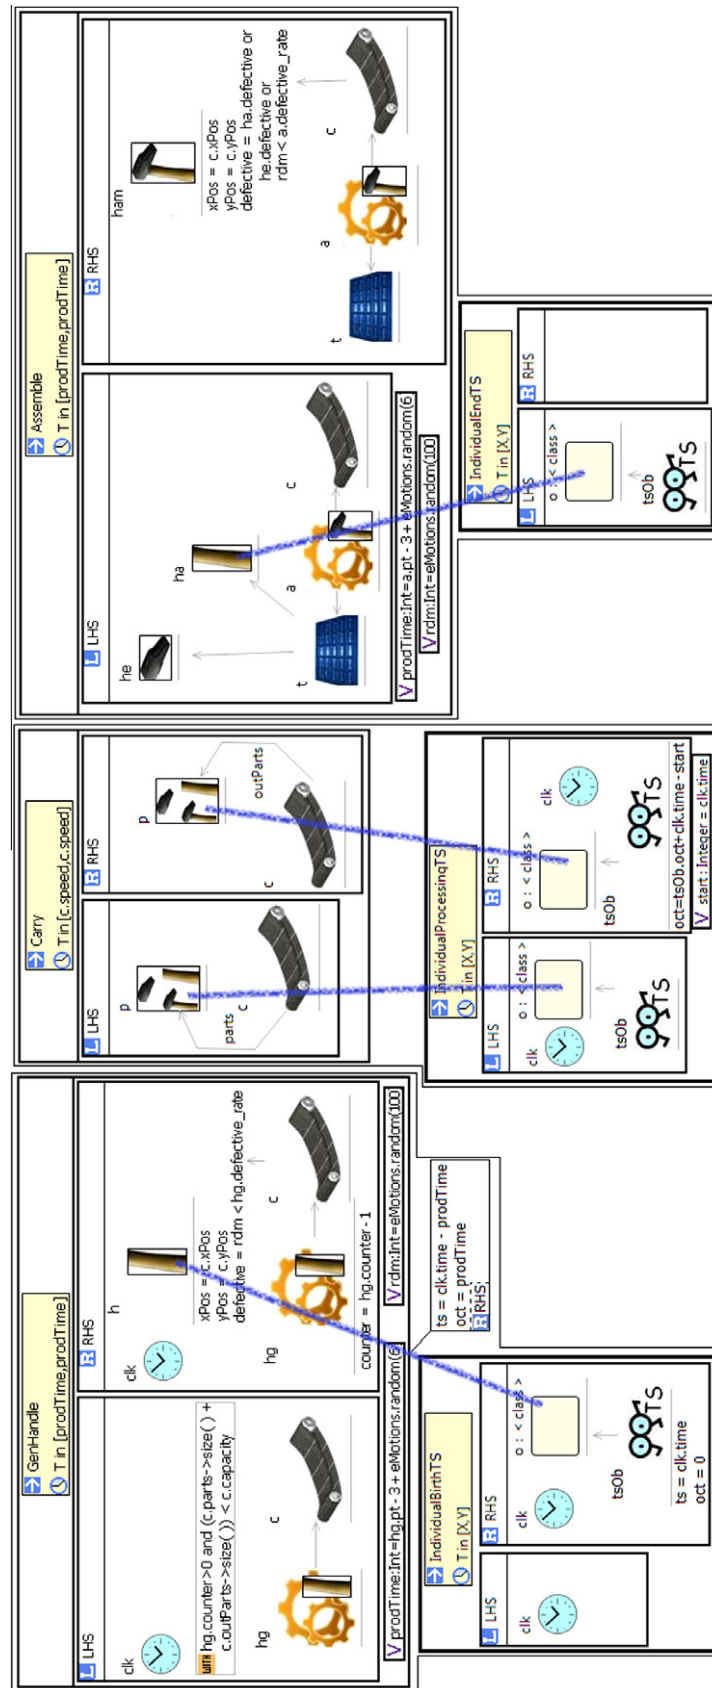 GenHandle
T in [prodTime,prodTime]
LHS
clk
WITH hg.counter>0 and (c.parts->size() +
c.outParts->size()) < c.capacity
hg
c
RHS
clk
h
xPos = c.xPos
yPos = c.yPos
defective = rdm < hg.defective_rate
hg
c
counter = hg.counter - 1
prodTime:Int=hg.pt - 3 + eMotions.random(6
rdm:Int=eMotions.random(100
Carry
T in [c.speed,c.speed]
LHS
p
parts
c
RHS
p
outParts
c
Assemble
T in [prodTime,prodTime]
LHS
he
ha
t
a
c
RHS
ham
xPos = c.xPos
yPos = c.yPos
defective = ha.defective or
he.defective or
rdm < a.defective_rate
t
a
c
prodTime:Int=a.pt - 3 + eMotions.random(6
rdm:Int=eMotions.random(100
IndividualBirthTS
T in [X,Y]
LHS
clk
RHS
clk
o : < class >
tsOb
TS
ts = clk.time
oct = 0
ts = clk.time - prodTime
oct = prodTime
RHS:
IndividualProcessingTS
T in [X,Y]
LHS
clk
o : < class >
tsOb
TS
RHS
o : < class >
clk
tsOb
TS
oct=tsOb.oct+clk.time - start
start : Integer = clk.time
IndividualEndTS
T in [X,Y]
LHS
o : < class >
tsOb
TS
RHS